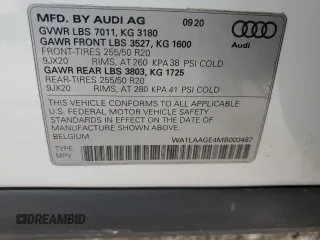 MFD. BY AUDI AG 09·20
GVWR LBS 7011, KG 3180
GAWR FRONT LBS 3527, KG 1600
FRONT-TIRES 255/50 R20
9JX20 AT 260 KPA 38 PSI COLD
GAWR REAR LBS 3803, KG 1725
REAR-TIRES 255/50 R20
9JX20 AT 280 KPA 41 PSI COLD
Audi
THIS VEHICLE CONFORMS TO ALL APPLICABLE
U.S. FEDERAL MOTOR VEHICLE SAFETY
STANDARDS IN EFFECT ON THE DATE OF
MANUFACTURE SHOWN ABOVE.
BELGIUM WA1LAAGE4MB003487
TYPE:
MPV
DREAMBID